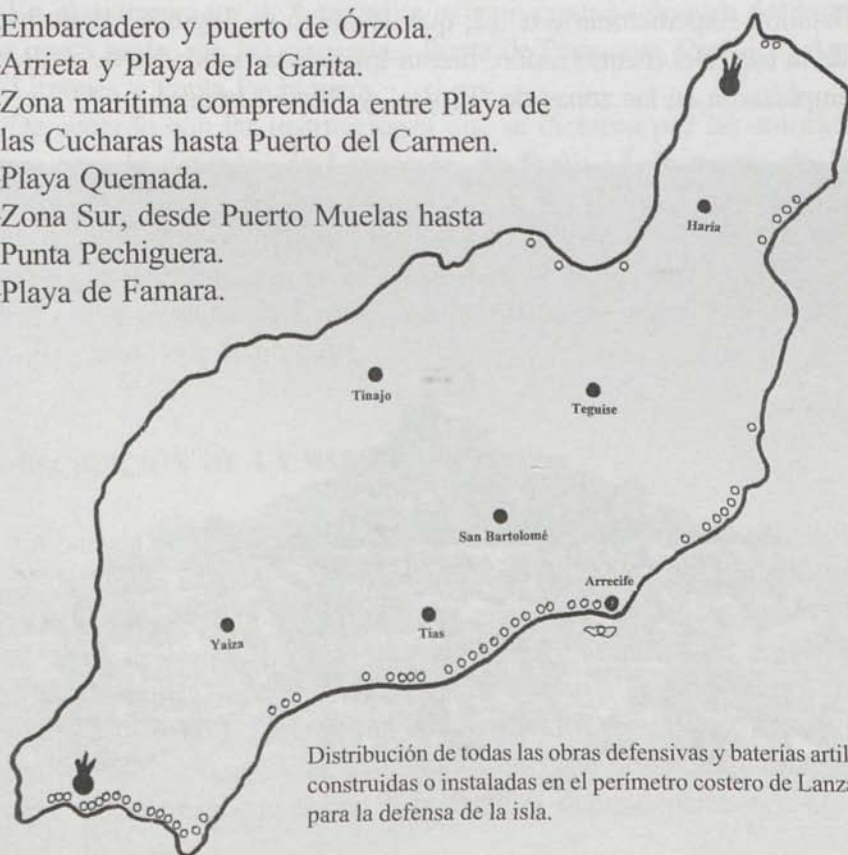 Embarcadero y puerto de Órzola.
Arrieta y Playa de la Garita.
Zona marítima comprendida entre Playa de
las Cucharas hasta Puerto del Carmen.
Playa Quemada.
Zona Sur, desde Puerto Muelas hasta
Punta Pechiguera.
Playa de Famara.
Haría
Tinajo
Teguise
San Bartolomé
Arrecife
Yaiza
Tías
Distribución de todas las obras defensivas y baterías artil
construidas o instaladas en el perímetro costero de Lanza
para la defensa de la isla.